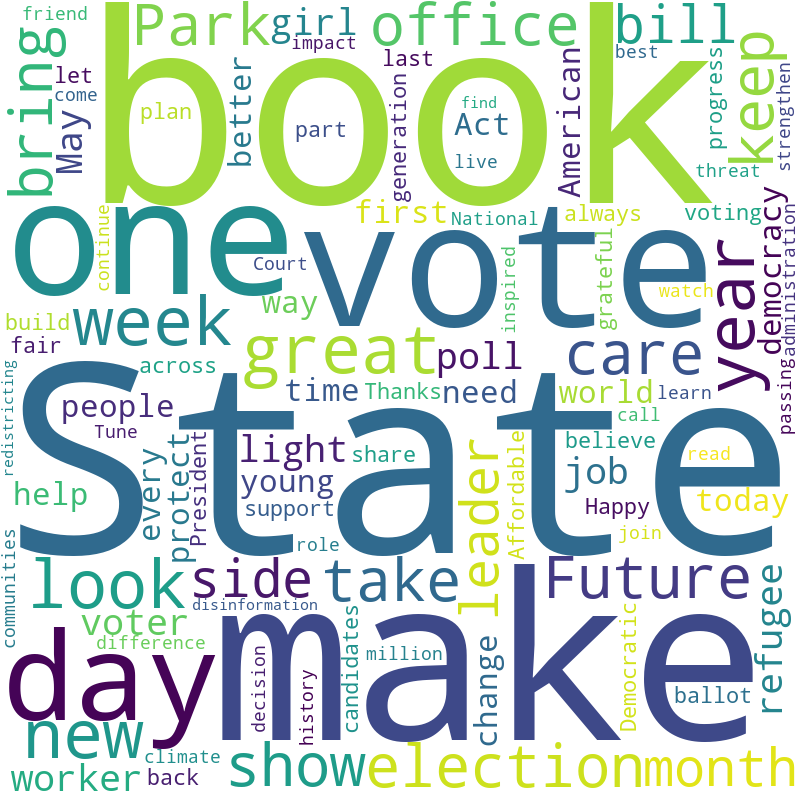 friend
Park
girl
office
bill
impact
bring
let
come
May
plan
better
book
part
last
generation
Act
find
live
American
best
keep
progress
strengthen
threat
one
continue
Court
first
National
always
voting
vote
inspired
grateful
watch
year
democracy
administration
passing
build
fair
week
way
across
great
poll
care
redistricting
people
Tune
time
Thanks
need
world
learn
call
State
every
protect
President
light
share
young
support
leader
Affordable
believe
job
read
Happy
today
join
help
role
communities
look
side
take
Future
refugee
voter
disinformation
difference
day
make
decision
history
candidates
million
change
Democratic
ballot
new
climate
worker
back
show
election
month